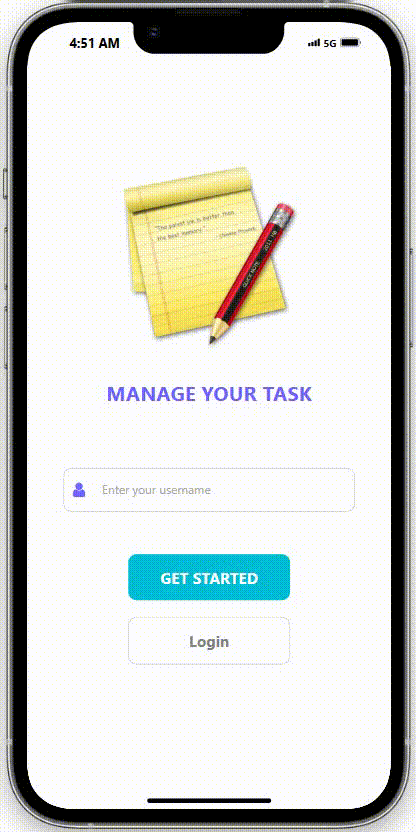 4:51 AM
5G
"The palest ink is better than
the best memory."
- Chinese Proverb
MANAGE YOUR TASK
Enter your username
GET STARTED
Login